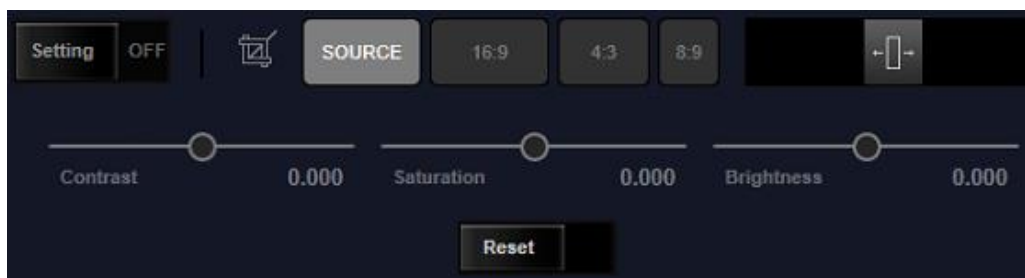 Setting OFF SOURCE 16:9 4:3 8:9
Contrast 0.000 Saturation 0.000 Brightness 0.000
Reset